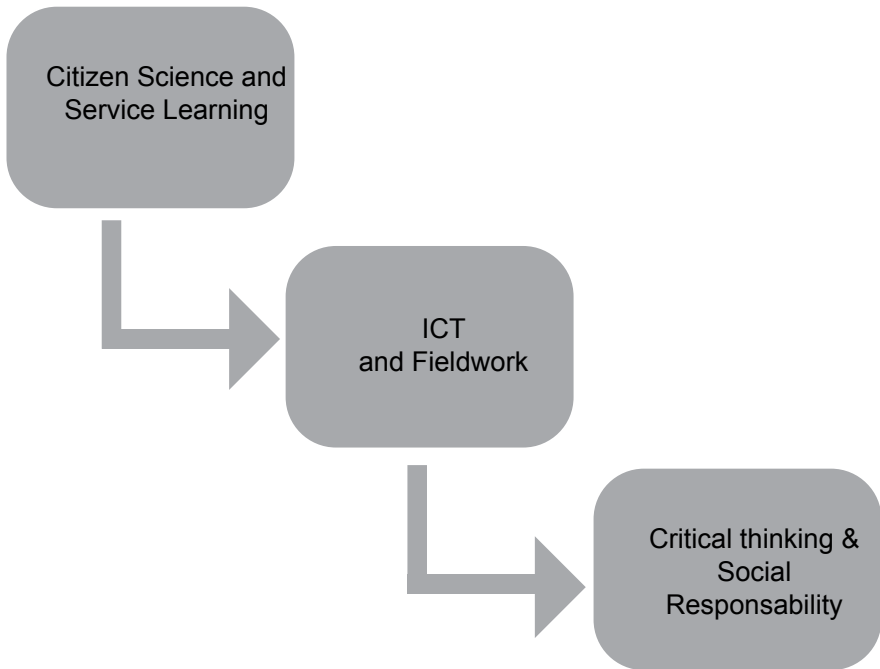 Citizen Science and
Service Learning
ICT
and Fieldwork
Critical thinking &
Social
Responsability